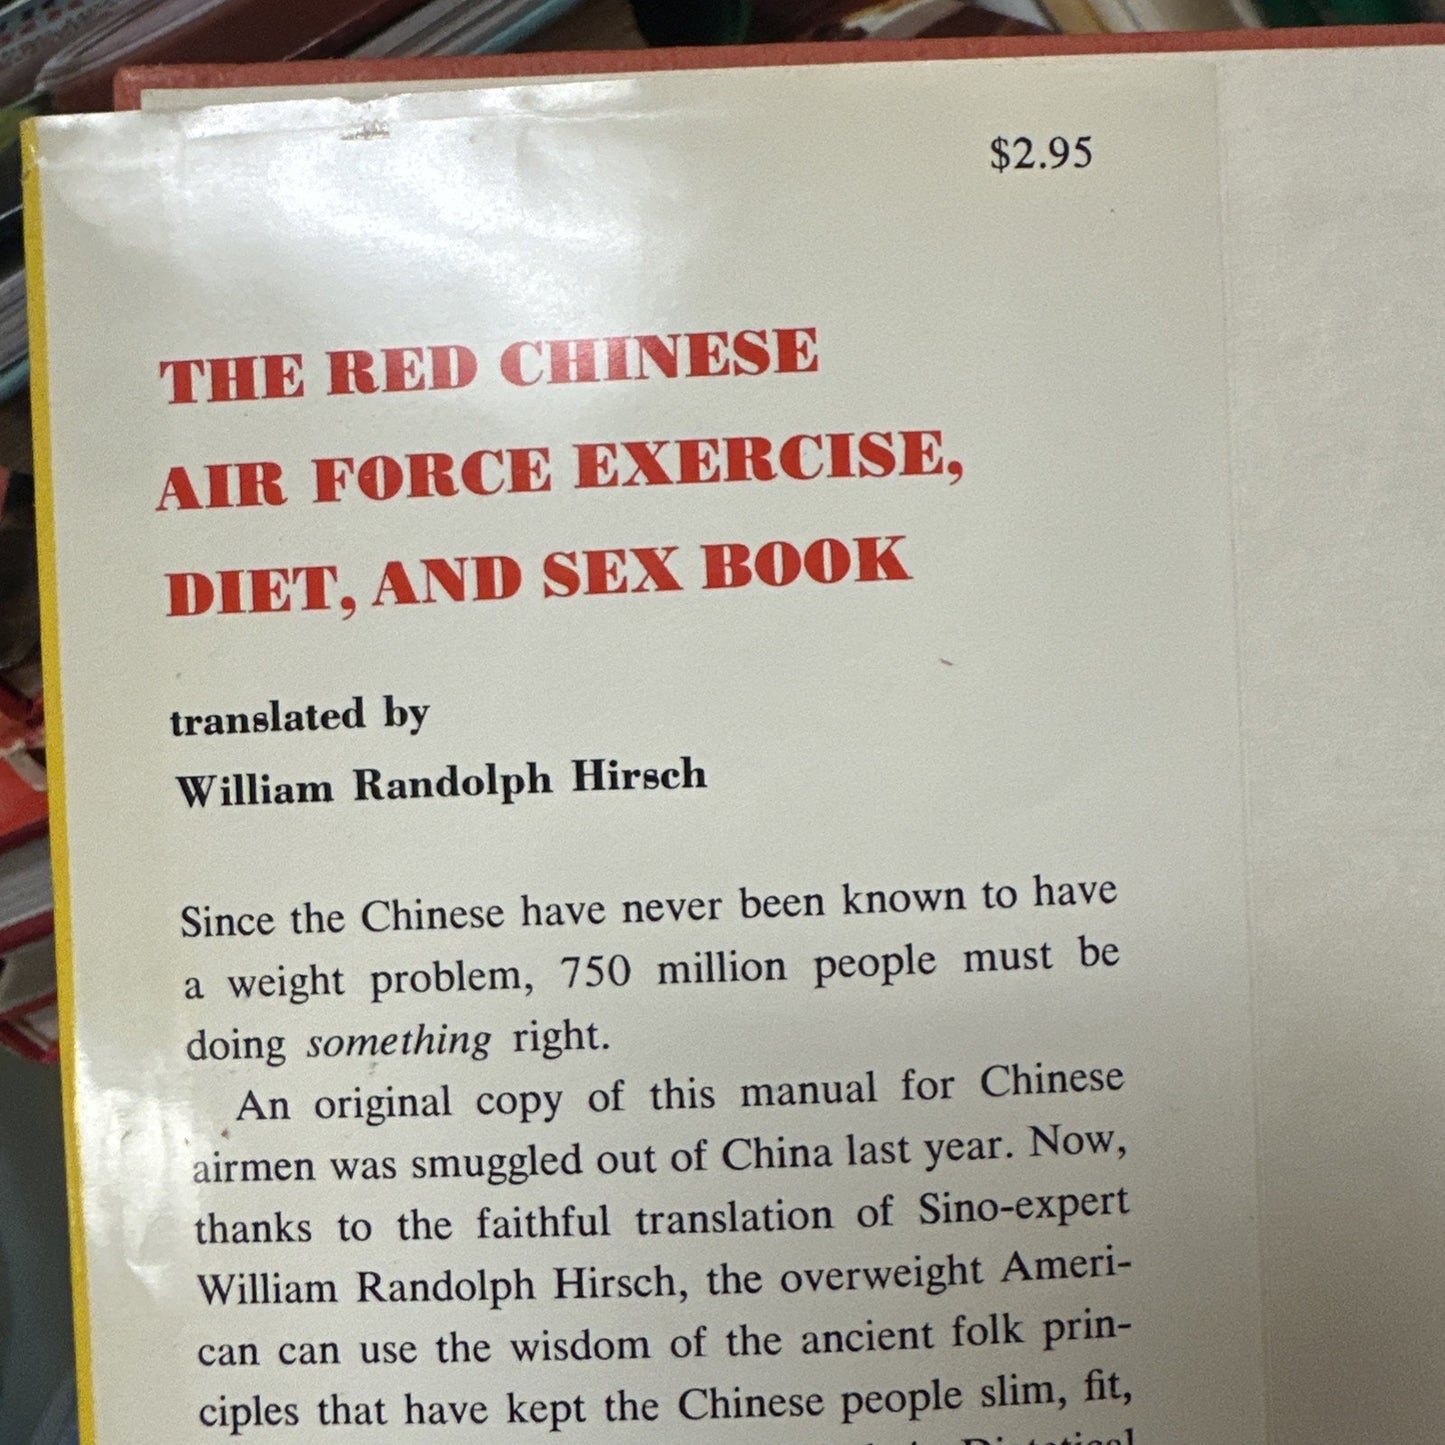 $2.95
THE RED CHINESE
AIR FORCE EXERCISE,
DIET, AND SEX BOOK
translated by
William Randolph Hirsch
Since the Chinese have never been known to have
a weight problem, 750 million people must be
doing something right.
An original copy of this manual for Chinese
airmen was smuggled out of China last year. Now,
thanks to the faithful translation of Sino-expert
William Randolph Hirsch, the overweight Ameri-
can can use the wisdom of the ancient folk prin-
ciples that have kept the Chinese people slim, fit,